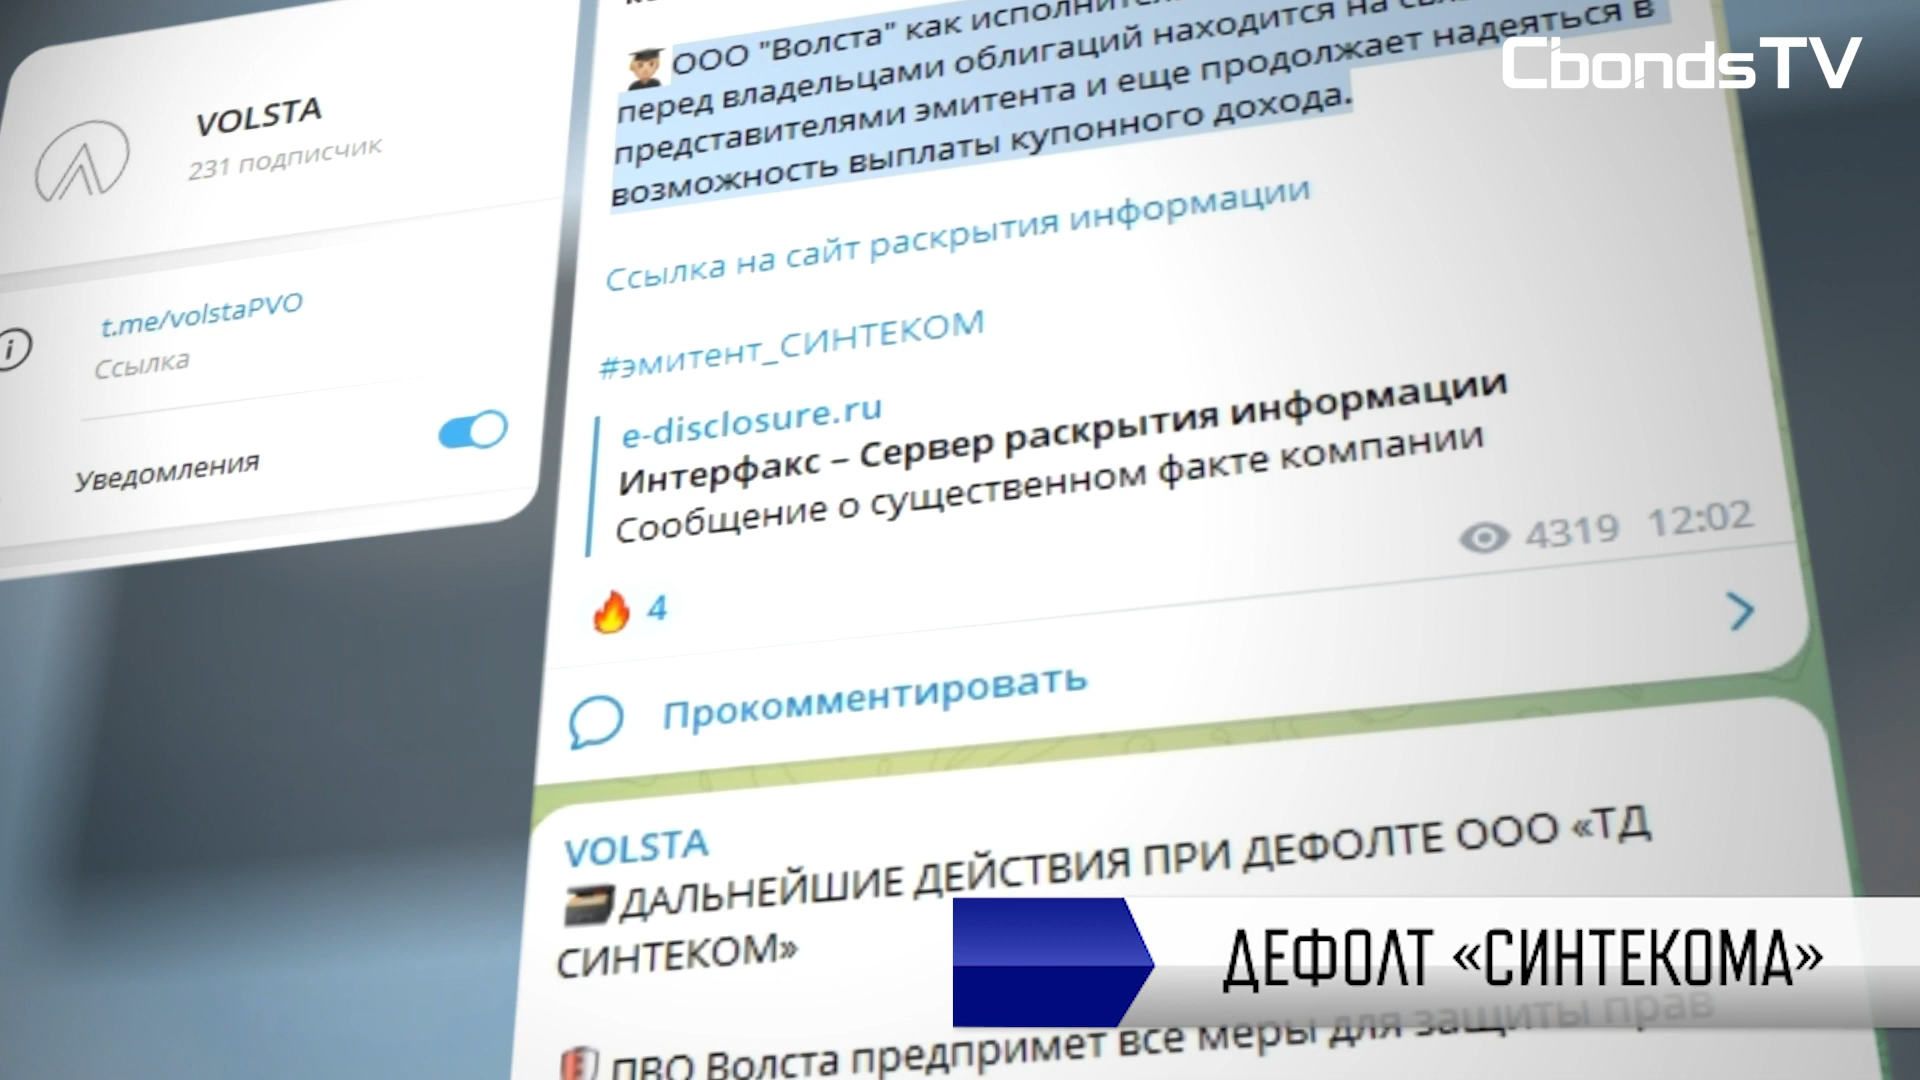 CbondsTV
VOLSTA
231 подписчик
t.me/volstaPVO
Ссылка
Уведомления
ООО "Волста" как
перед владельцами облигаций находится на
представителями эмитента и еще продолжает надеяться в
возможность выплаты купонного дохода.
Ссылка на сайт раскрытия информации
#эмитент_СИНТЕКОМ
e-disclosure.ru
Интерфакс – Сервер раскрытия информации
Сообщение о существенном факте компании
4319 12:02
4
Прокомментировать
VOLSTA
ДАЛЬНЕЙШИЕ ДЕЙСТВИЯ ПРИ ДЕФОЛТЕ ООО «ТД
СИНТЕКОМ»
ПВО Волста предпримет все меры для защиты прав
ДЕФОЛТ «СИНТЕКОМА»